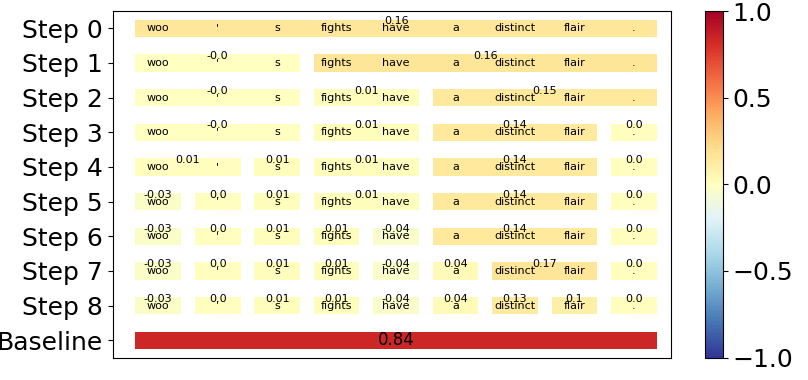 0.16
Step 0 woo ' s fights have a distinct flair .
-0.0 0.16
Step 1 woo ' s fights have a distinct flair .
-0.0 0.01 0.15
Step 2 woo ' s fights have a distinct flair .
-0.0 0.01 0.14 0.0
Step 3 woo ' s fights have a distinct flair .
0.01 0.01 0.01 0.14 0.0
Step 4 woo ' s fights have a distinct flair .
-0.03 0.0 0.01 0.01 0.14 0.0
Step 5 woo ' s fights have a distinct flair .
-0.03 0.0 0.01 0.01 -0.04 0.14 0.0
Step 6 woo ' s fights have a distinct flair .
-0.03 0.0 0.01 0.01 -0.04 0.04 0.17 0.0
Step 7 woo ' s fights have a distinct flair .
-0.03 0.0 0.01 0.01 -0.04 0.04 0.13 0.1 0.0
Step 8 woo ' s fights have a distinct flair .
Baseline 0.84
1.0
0.5
0.0
−0.5
−1.0